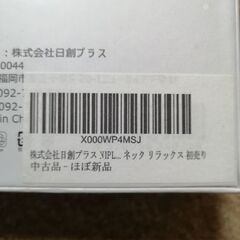 ：株式会社日創プラス
0044
福岡市
092-7
092-
in Ch
X000WP4MSJ
株式会社日創プラス NIPL... ネック リラックス 初売り
中古品 - ほぼ新品